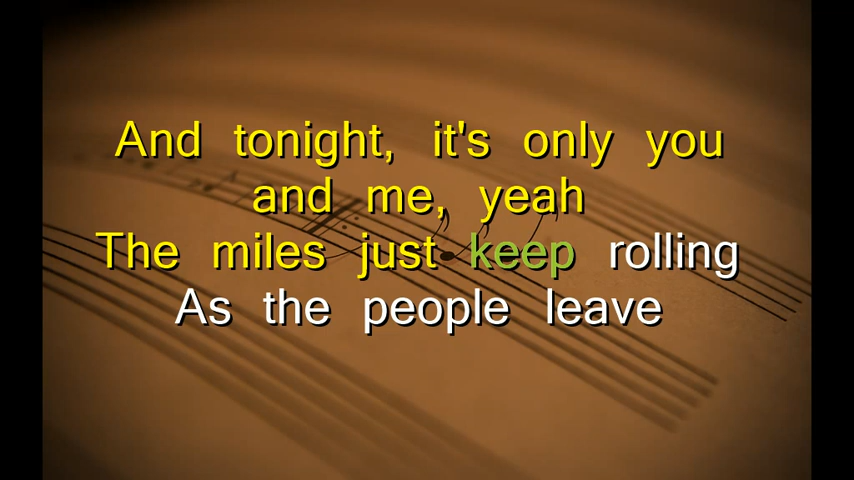 And tonight, it's only you
and me, yeah
The miles just keep rolling
As the people leave